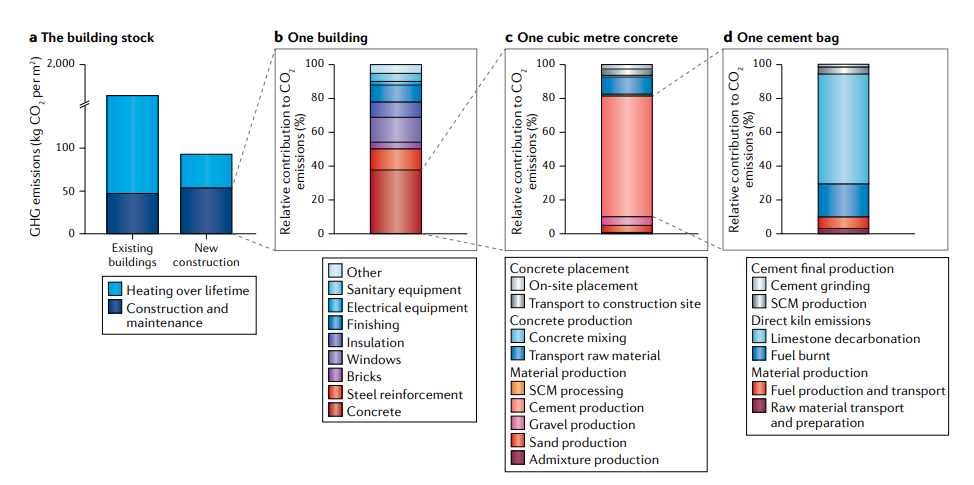 a The building stock
2,000
100
50
0
GHG emissions (kg CO2 per m2)
Existing
buildings
New
construction
Heating over lifetime
Construction and
maintenance
b One building
100
80
60
40
20
0
Relative contribution to CO2
emissions (%)
Other
Sanitary equipment
Electrical equipment
Finishing
Insulation
Windows
Bricks
Steel reinforcement
Concrete
c One cubic metre concrete
100
80
60
40
20
0
Relative contribution to CO2
emissions (%)
Concrete placement
On-site placement
Transport to construction site
Concrete production
Concrete mixing
Transport raw material
Material production
SCM processing
Cement production
Gravel production
Sand production
Admixture production
d One cement bag
100
80
60
40
20
0
Relative contribution to CO2
emissions (%)
Cement final production
Cement grinding
SCM production
Direct kiln emissions
Limestone decarbonation
Fuel burnt
Material production
Fuel production and transport
Raw material transport
and preparation